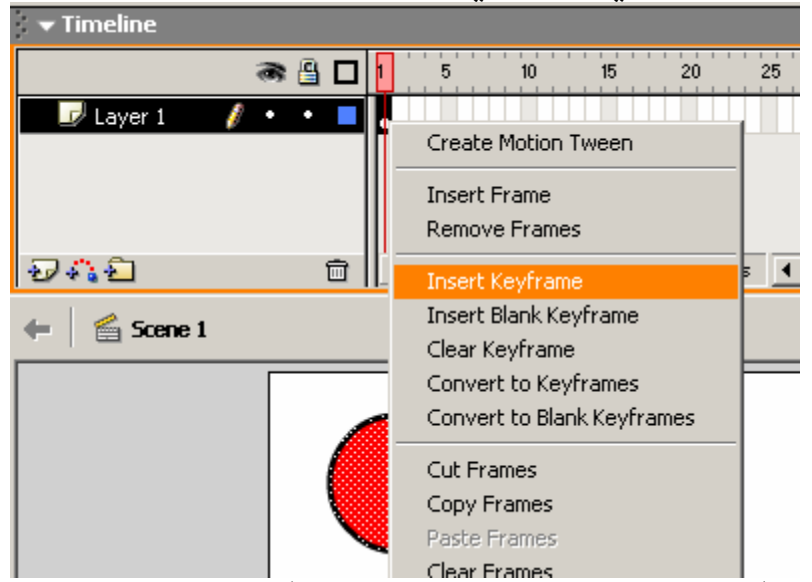 Timeline
1 5 10 15 20 25
Layer 1
Create Motion Tween
Insert Frame
Remove Frames
Insert Keyframe
Insert Blank Keyframe
Clear Keyframe
Convert to Keyframes
Convert to Blank Keyframes
Scene 1
Cut Frames
Copy Frames
Paste Frames
Clear Frames